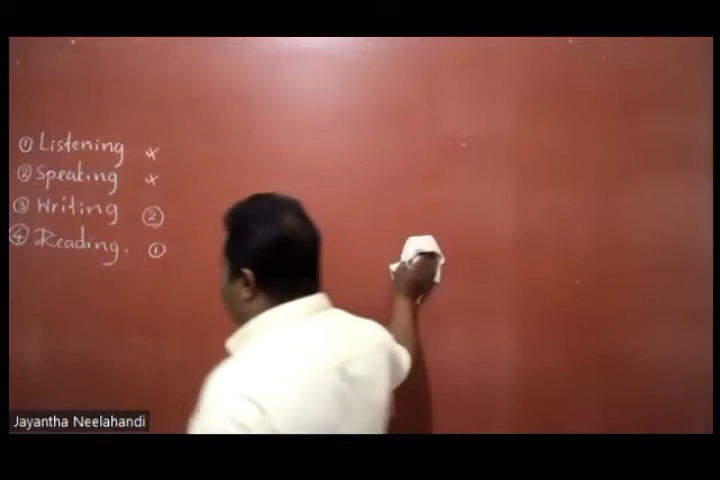 ① Listening ×
② Speaking ×
③ Writing ②
④ Reading. ①
Jayantha Neelahandi